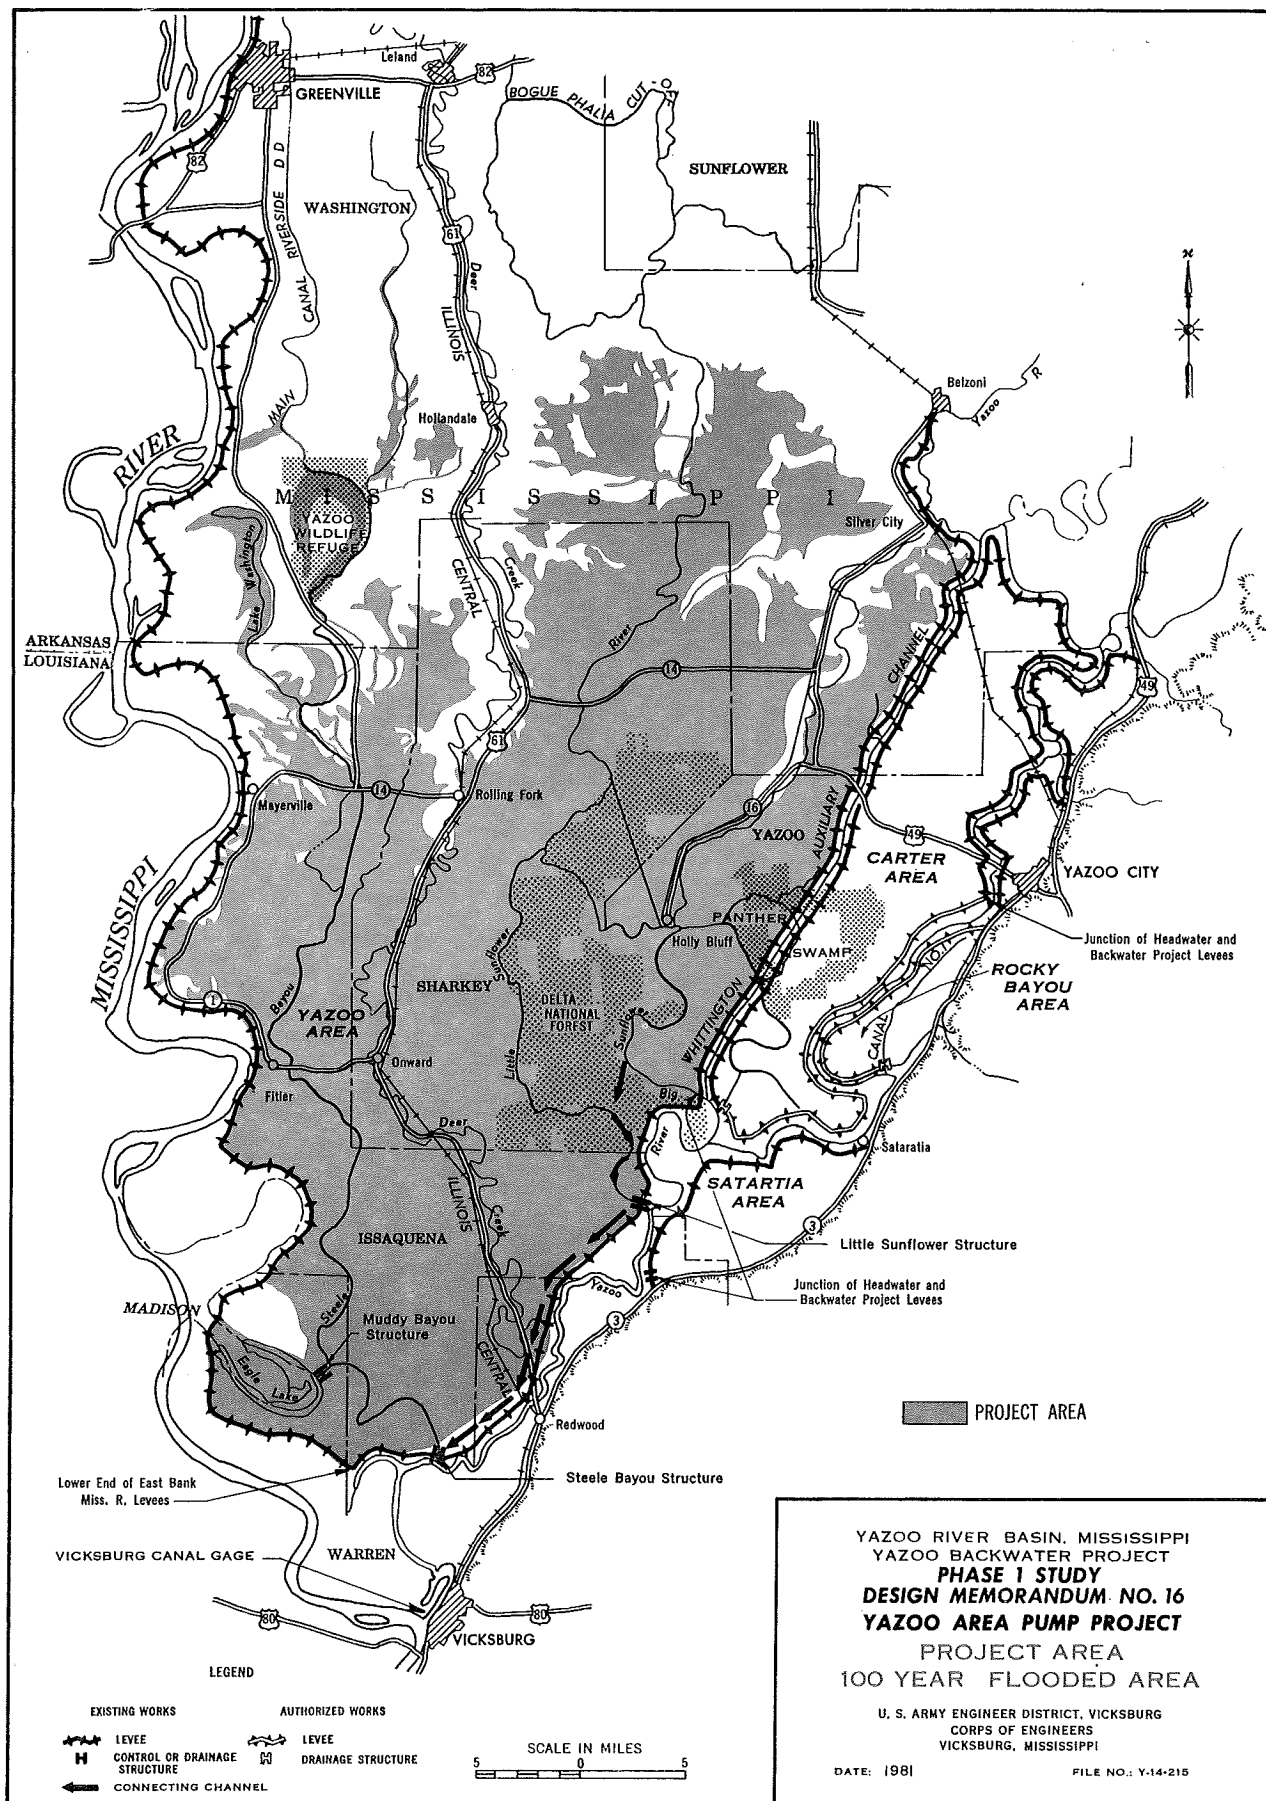 Leland
82
GREENVILLE
BOGUE PHALIA CUT-OFF
SUNFLOWER
82
CANAL RIVERSIDE D D
WASHINGTON
61
Deer
ILLINOIS
Belzoni
Yazoo R
MAIN
Hollandale
RIVER
MISSISSIPPI
YAZOO
WILDLIFE
REFUGE
Silver City
Lake Washington
CENTRAL
Creek
River
ARKANSAS
LOUISIANA
CHANNEL
14
49
61
Mayerville
14
Rolling Fork
16
YAZOO
AUXILIARY
49
CARTER
AREA
YAZOO CITY
MISSISSIPPI
PANTHER
SWAMP
Holly Bluff
Junction of Headwater and
Backwater Project Levees
Sunflower
NO. 1
ROCKY
BAYOU
AREA
SHARKEY
DELTA
NATIONAL
FOREST
1
Bayou
YAZOO
AREA
Sunflower
WHITTINGTON
CANAL
Onward
Little
Fitler
Big
Deer
River
Sataratia
SATARTIA
AREA
ILLINOIS
Creek
3
ISSAQUENA
Little Sunflower Structure
Yazoo
Junction of Headwater and
Backwater Project Levees
MADISON
Steele
Muddy Bayou
Structure
3
Eagle
Lake
CENTRAL
PROJECT AREA
Redwood
Lower End of East Bank
Miss. R. Levees
Steele Bayou Structure
VICKSBURG CANAL GAGE
WARREN
80
80
VICKSBURG
YAZOO RIVER BASIN, MISSISSIPPI
YAZOO BACKWATER PROJECT
PHASE 1 STUDY
DESIGN MEMORANDUM NO. 16
YAZOO AREA PUMP PROJECT
PROJECT AREA
100 YEAR FLOODED AREA
U. S. ARMY ENGINEER DISTRICT, VICKSBURG
CORPS OF ENGINEERS
VICKSBURG, MISSISSIPPI
DATE: 1981 FILE NO.: Y-14-215
LEGEND
EXISTING WORKS AUTHORIZED WORKS
LEVEE LEVEE
CONTROL OR DRAINAGE STRUCTURE DRAINAGE STRUCTURE
CONNECTING CHANNEL
SCALE IN MILES
5 0 5